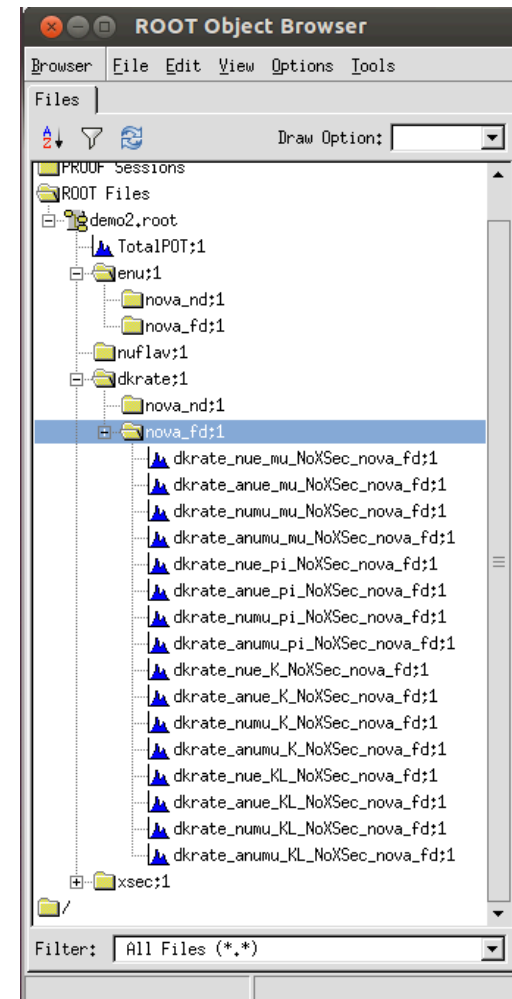 ROOT Object Browser
Browser File Edit View Options Tools
Files
Draw Option:
PROOF Sessions
ROOT Files
demo2.root
TotalPOT;1
enu;1
nova_nd;1
nova_fd;1
nuflav;1
dkrate;1
nova_nd;1
nova_fd;1
dkrate_nue_mu_NoXSec_nova_fd;1
dkrate_anue_mu_NoXSec_nova_fd;1
dkrate_numu_mu_NoXSec_nova_fd;1
dkrate_anumu_mu_NoXSec_nova_fd;1
dkrate_nue_pi_NoXSec_nova_fd;1
dkrate_anue_pi_NoXSec_nova_fd;1
dkrate_numu_pi_NoXSec_nova_fd;1
dkrate_anumu_pi_NoXSec_nova_fd;1
dkrate_nue_K_NoXSec_nova_fd;1
dkrate_anue_K_NoXSec_nova_fd;1
dkrate_numu_K_NoXSec_nova_fd;1
dkrate_anumu_K_NoXSec_nova_fd;1
dkrate_nue_KL_NoXSec_nova_fd;1
dkrate_anue_KL_NoXSec_nova_fd;1
dkrate_numu_KL_NoXSec_nova_fd;1
dkrate_anumu_KL_NoXSec_nova_fd;1
xsec;1
/
Filter: All Files (*.*)